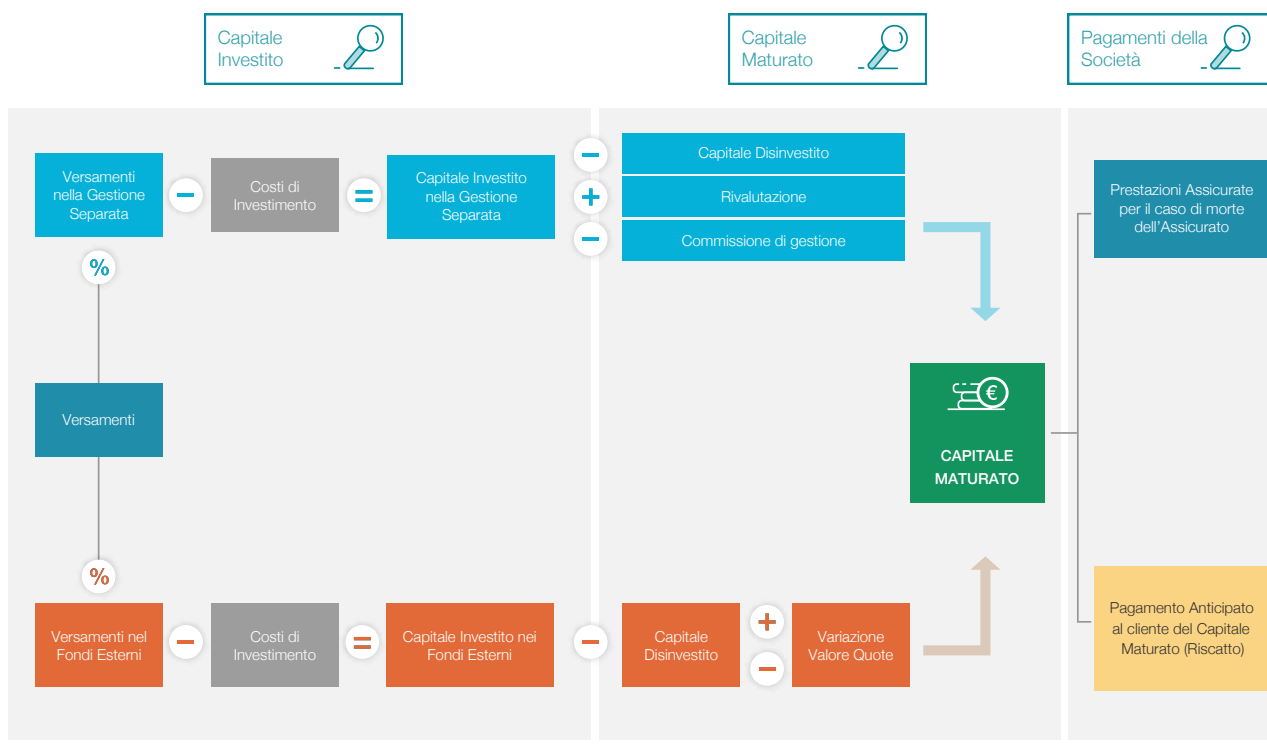 Capitale
Investito
Capitale
Maturato
Pagamenti della
Società
Versamenti
nella Gestione
Separata
−
Costi di
Investimento
=
Capitale Investito
nella Gestione
Separata
−
Capitale Disinvestito
+
Rivalutazione
−
Commissione di gestione
Prestazioni Assicurate
per il caso di morte
dell'Assicurato
%
Versamenti
€
CAPITALE
MATURATO
%
Versamenti nel
Fondi Esterni
−
Costi di
Investimento
=
Capitale Investito nei
Fondi Esterni
−
Capitale
Disinvestito
+
−
Variazione
Valore Quote
Pagamento Anticipato
al cliente del Capitale
Maturato (Riscatto)